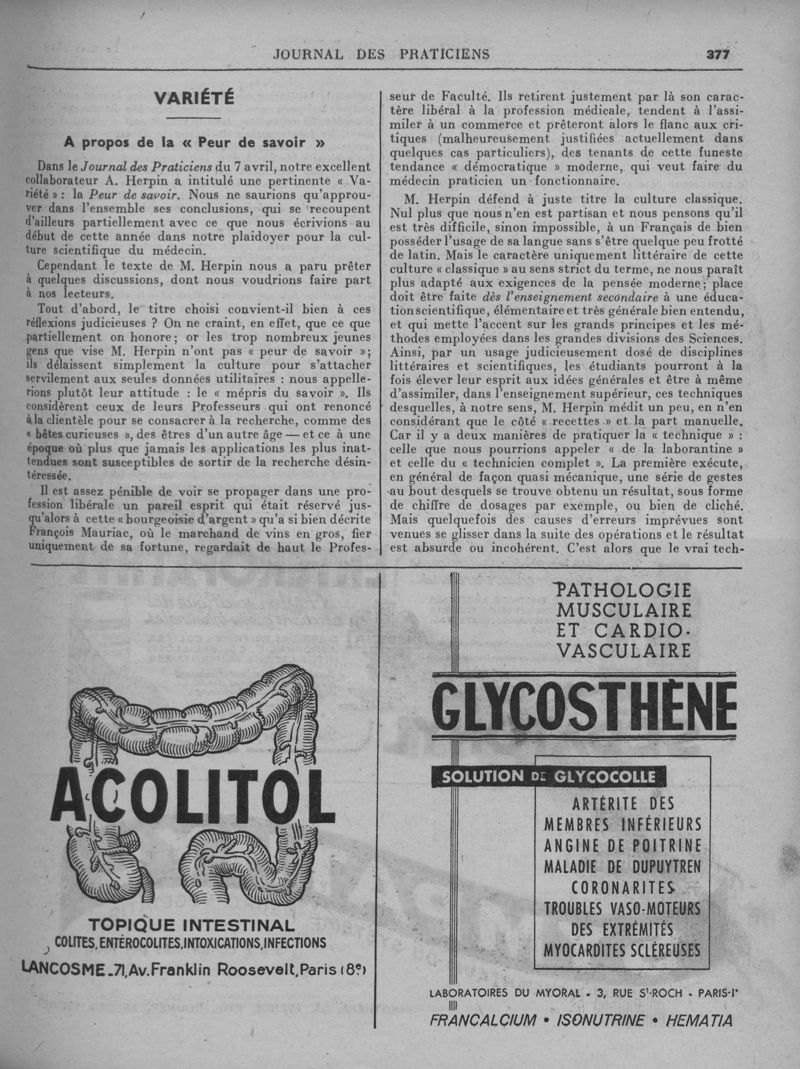 JOURNAL DES PRATICIENS
377
VARIÉTÉ
A propos de la « Peur de savoir »
Dans le Journal des Praticiens du 7 avril, notre excellent
collaborateur A. Herpin a intitulé une pertinente « Va-
riété » : la Peur de savoir. Nous ne saurions qu'approu-
ver dans l'ensemble ses conclusions, qui se recoupent
d'ailleurs partiellement avec ce que nous écrivions au
début de cette année dans notre plaidoyer pour la cul-
ture scientifique du médecin.
Cependant le texte de M. Herpin nous a paru prêter
à quelques discussions, dont nous voudrions faire part
à nos lecteurs.
Tout d'abord, le titre choisi convient-il bien à ces
réflexions judicieuses ? On ne craint, en effet, que ce que
partiellement on honore ; or les trop nombreux jeunes
gens que vise M. Herpin n'ont pas « peur de savoir » ;
ils délaissent simplement la culture pour s'attacher
servilement aux seules données utilitaires : nous appelle-
rions plutôt leur attitude : le « mépris du savoir ». Ils
considèrent ceux de leurs Professeurs qui ont renoncé
à la clientèle pour se consacrer à la recherche, comme des
« bêtes curieuses », des êtres d'un autre âge — et ce à une
époque où plus que jamais les applications les plus inat-
tendues sont susceptibles de sortir de la recherche désin-
téressée.
Il est assez pénible de voir se propager dans une pro-
fession libérale un pareil esprit qui était réservé jus-
qu'alors à cette « bourgeoisie d'argent » qu'a si bien décrite
François Mauriac, où le marchand de vins en gros, fier
uniquement de sa fortune, regardait de haut le Profes-
seur de Faculté. Ils retirent justement par là son carac-
tère libéral à la profession médicale, tendent à l'assi-
miler à un commerce et prêteront alors le flanc aux cri-
tiques (malheureusement justifiées actuellement dans
quelques cas particuliers), des tenants de cette funeste
tendance « démocratique » moderne, qui veut faire du
médecin praticien un fonctionnaire.
M. Herpin défend à juste titre la culture classique.
Nul plus que nous n'en est partisan et nous pensons qu'il
est très difficile, sinon impossible, à un Français de bien
posséder l'usage de sa langue sans s'être quelque peu frotté
de latin. Mais le caractère uniquement littéraire de cette
culture « classique » au sens strict du terme, ne nous paraît
plus adapté aux exigences de la pensée moderne ; place
doit être faite dès l'enseignement secondaire à une éduca-
tion scientifique, élémentaire et très générale bien entendu,
et qui mette l'accent sur les grands principes et les mé-
thodes employées dans les grandes divisions des Sciences.
Ainsi, par un usage judicieusement dosé de disciplines
littéraires et scientifiques, les étudiants pourront à la
fois élever leur esprit aux idées générales et être à même
d'assimiler, dans l'enseignement supérieur, ces techniques
desquelles, à notre sens, M. Herpin médit un peu, en n'en
considérant que le côté « recettes » et la part manuelle.
Car il y a deux manières de pratiquer la « technique » :
celle que nous pourrions appeler « de la laborantine »
et celle du « technicien complet ». La première exécute,
en général de façon quasi mécanique, une série de gestes
au bout desquels se trouve obtenu un résultat, sous forme
de chiffre de dosages par exemple, ou bien de cliché.
Mais quelquefois des causes d'erreurs imprévues sont
venues se glisser dans la suite des opérations et le résultat
est absurde ou incohérent. C'est alors que le vrai tech-
ACOLITOL
TOPIQUE INTESTINAL
COLITES, ENTÉROCOLITES, INTOXICATIONS, INFECTIONS
LANCOSME_71, Av. Franklin Roosevelt, Paris (8e)
PATHOLOGIE
MUSCULAIRE
ET CARDIO-
VASCULAIRE
GLYCOSTHÈNE
SOLUTION DE GLYCOCOLLE
ARTÉRITE DES
MEMBRES INFÉRIEURS
ANGINE DE POITRINE
MALADIE DE DUPUYTREN
CORONARITES
TROUBLES VASO-MOTEURS
DES EXTRÉMITÉS
MYOCARDITES SCLÉREUSES
LABORATOIRES DU MYORAL - 3, RUE ST-ROCH - PARIS-Ir
FRANCALCIUM • ISONUTRINE • HEMATIA